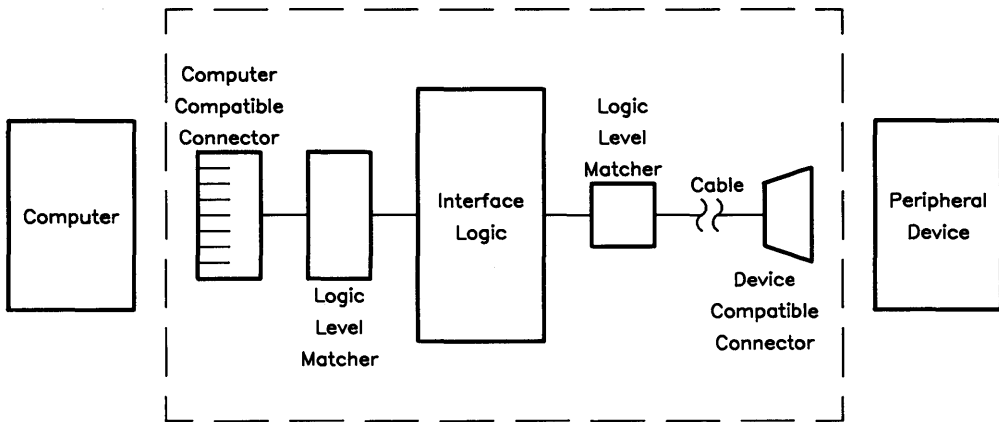 Computer
Computer
Compatible
Connector
Logic
Level
Matcher
Interface
Logic
Logic
Level
Matcher
Cable
Device
Compatible
Connector
Peripheral
Device